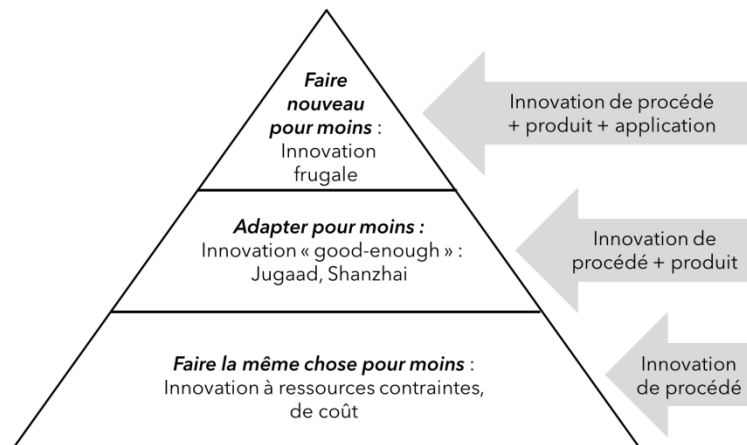 Faire
nouveau
pour moins :
Innovation
frugale
Innovation de procédé
+ produit + application
Adapter pour moins :
Innovation « good-enough » :
Jugaad, Shanzhai
Innovation de
procédé + produit
Faire la même chose pour moins :
Innovation à ressources contraintes,
de coût
Innovation
de procédé